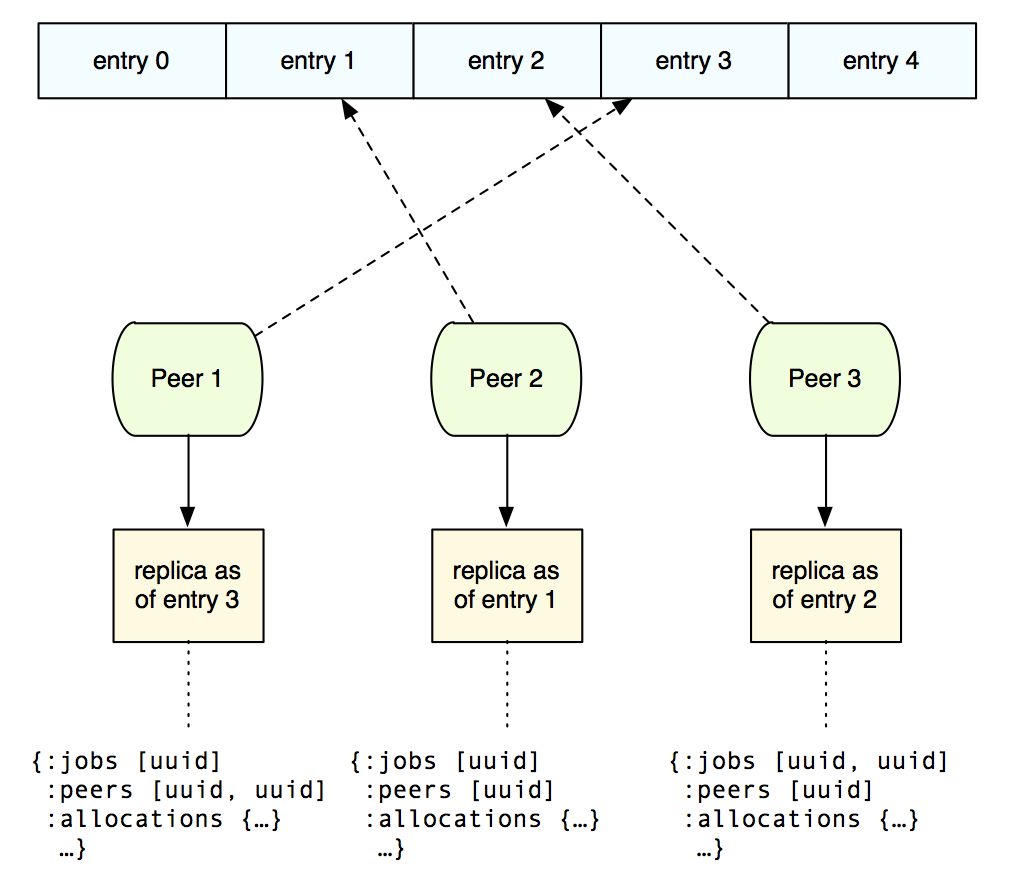 entry 0
entry 1
entry 2
entry 3
entry 4
Peer 1
Peer 2
Peer 3
replica as
of entry 3
replica as
of entry 1
replica as
of entry 2
{:jobs [uuid]
:peers [uuid, uuid]
:allocations {…}
…}
{:jobs [uuid]
:peers [uuid]
:allocations {…}
…}
{:jobs [uuid, uuid]
:peers [uuid]
:allocations {…}
…}